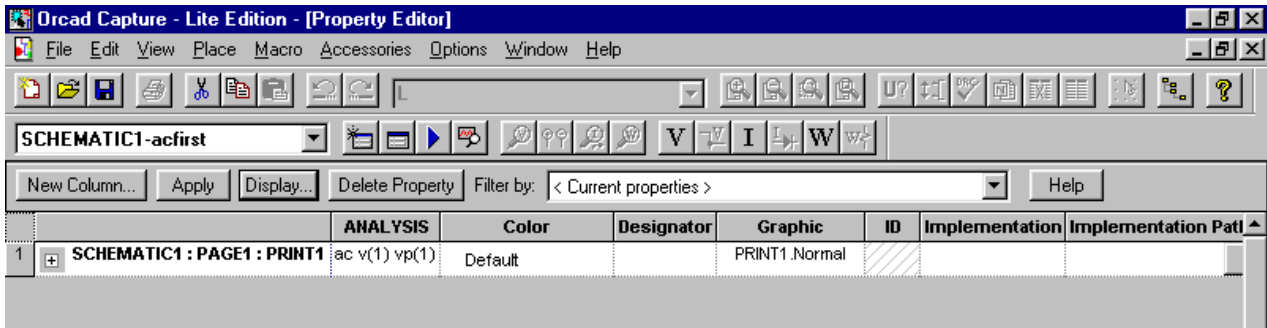 Orcad Capture - Lite Edition - [Property Editor]
File Edit View Place Macro Accessories Options Window Help
L U? DRC ?
SCHEMATIC1-acfirst V I W
New Column... Apply Display... Delete Property Filter by: < Current properties > Help
ANALYSIS Color Designator Graphic ID Implementation Implementation Patl
1 SCHEMATIC1 : PAGE1 : PRINT1 ac v(1) vp(1) Default PRINT1.Normal